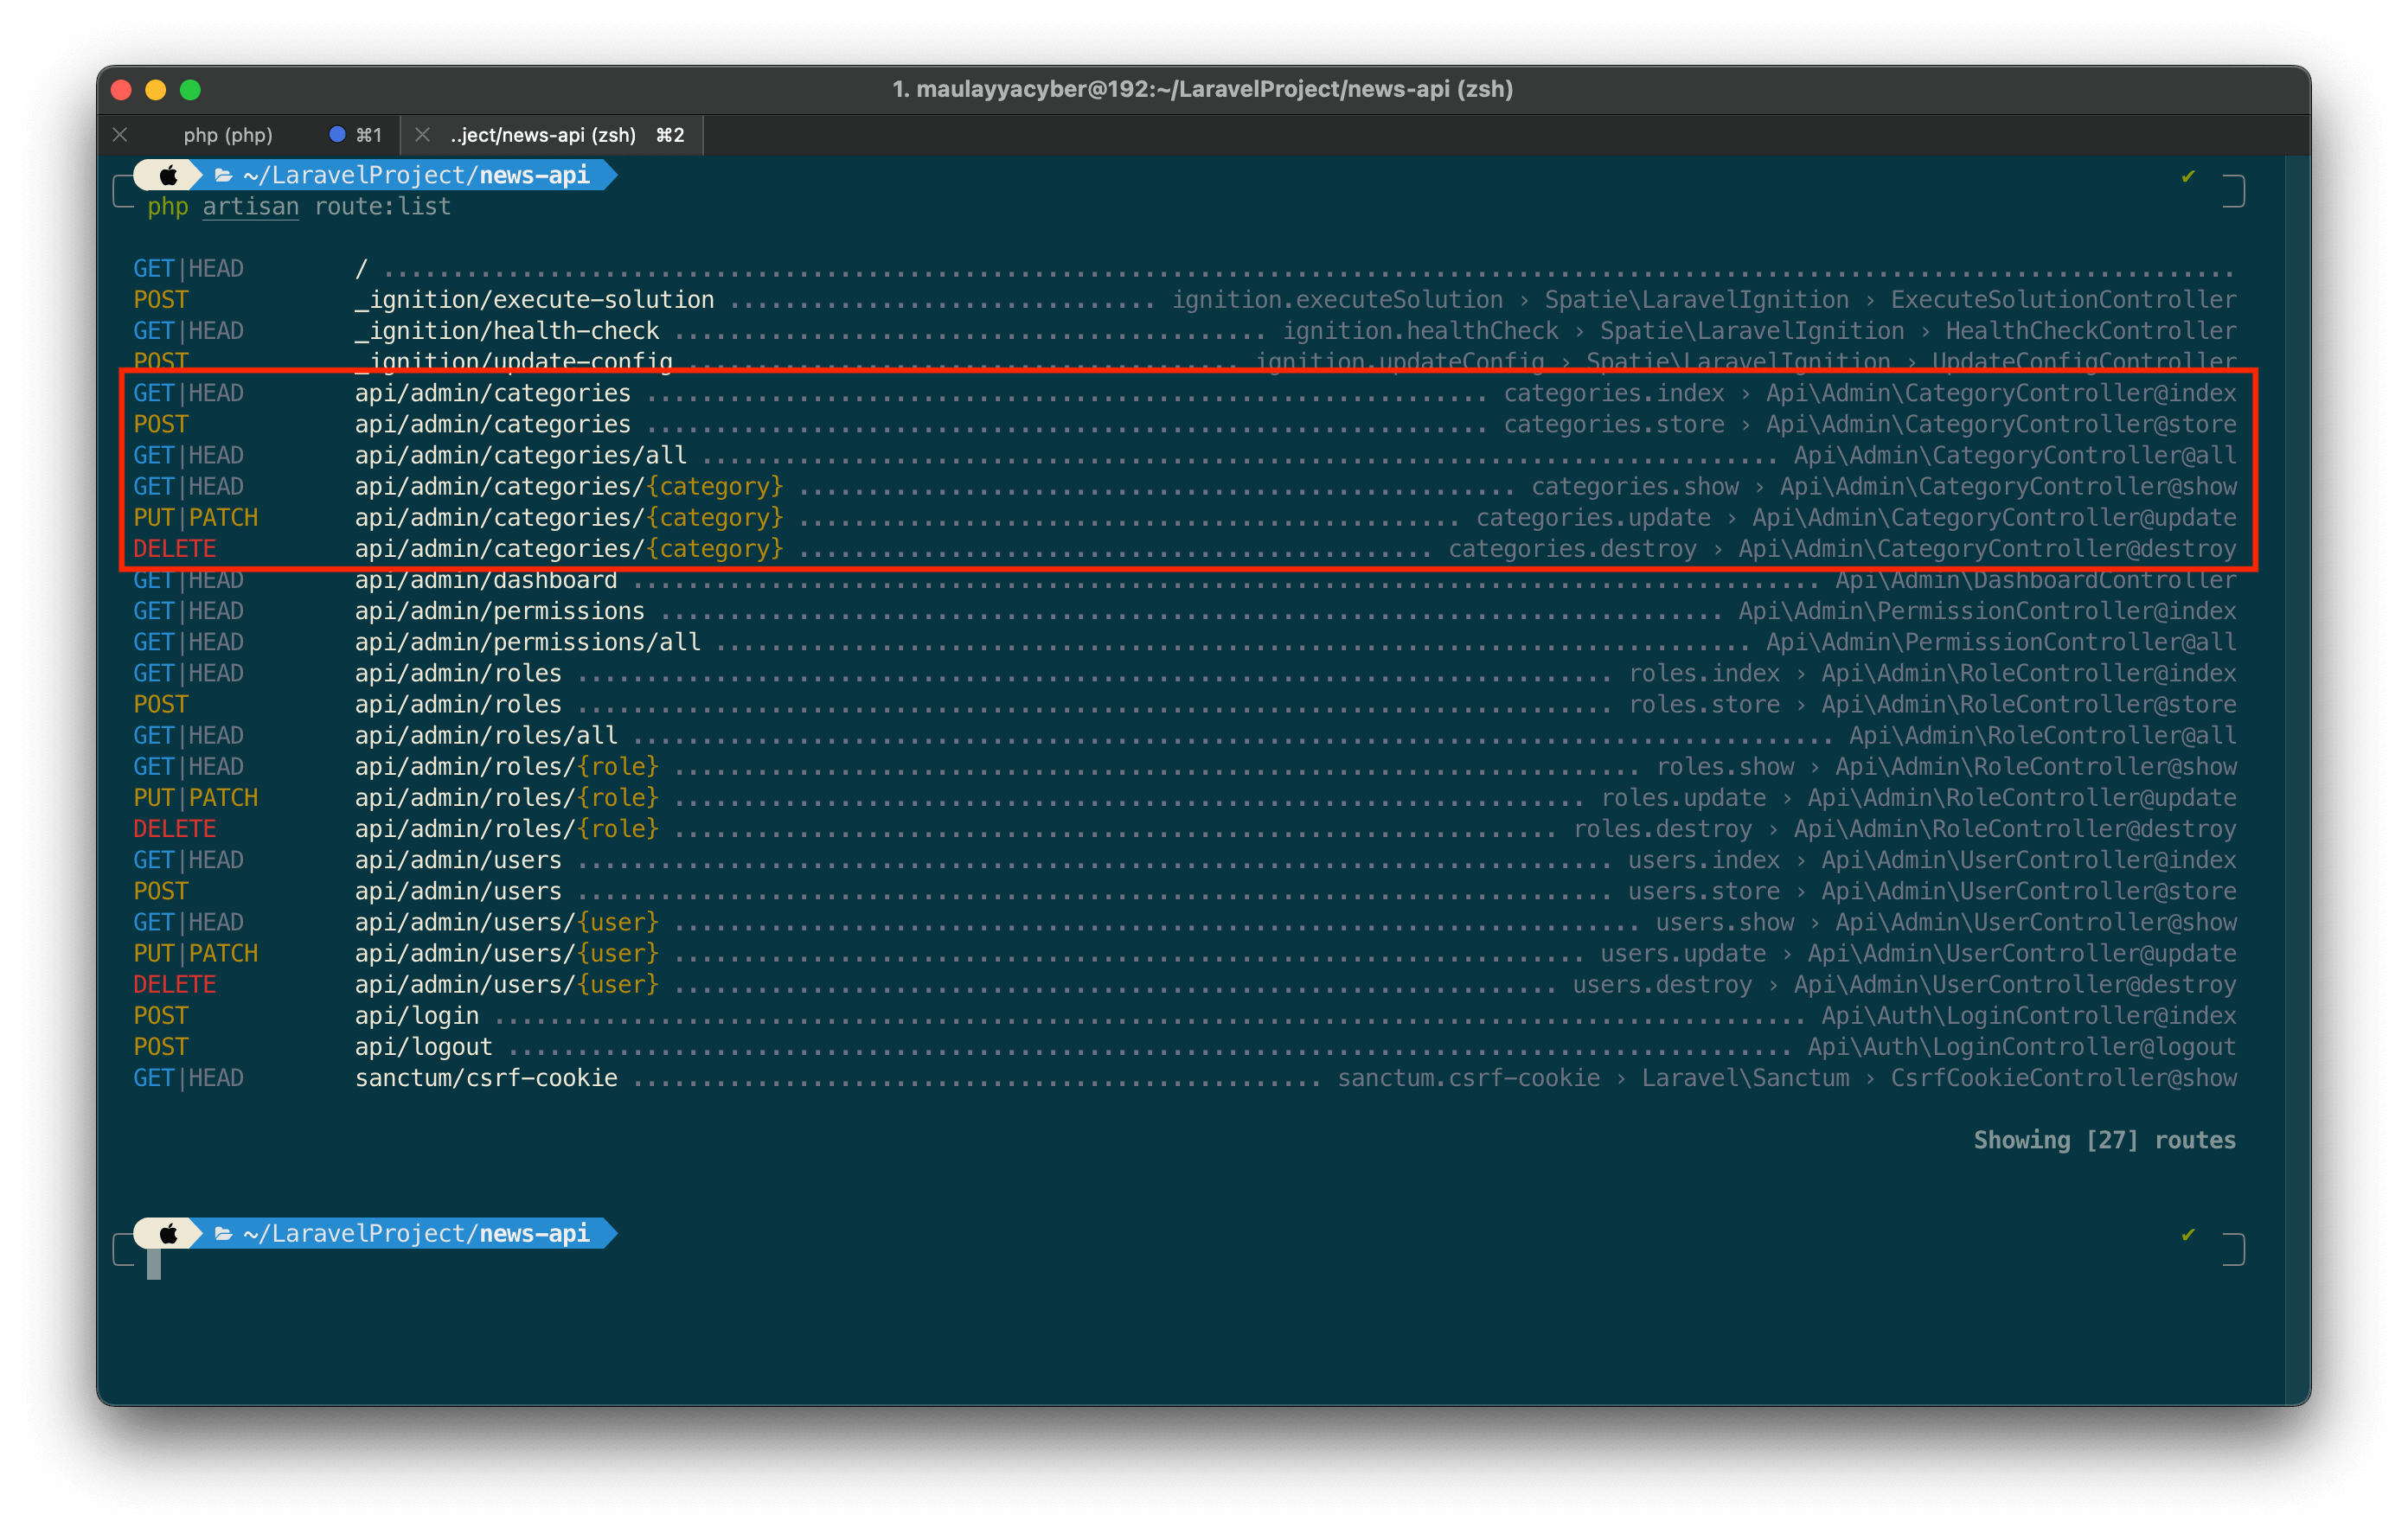 1. maulayyacyber@192:~/LaravelProject/news-api (zsh)
php (php) ⌘1 ..ject/news-api (zsh) ⌘2
~/LaravelProject/news-api ✔
php artisan route:list
GET|HEAD / ........................................................................................................................................
POST _ignition/execute-solution ............................... ignition.executeSolution › Spatie\LaravelIgnition › ExecuteSolutionController
GET|HEAD _ignition/health-check ........................................... ignition.healthCheck › Spatie\LaravelIgnition › HealthCheckController
POST _ignition/update-config ........................................ ignition.updateConfig › Spatie\LaravelIgnition › UpdateConfigController
GET|HEAD api/admin/categories ............................................................. categories.index › Api\Admin\CategoryController@index
POST api/admin/categories ............................................................. categories.store › Api\Admin\CategoryController@store
GET|HEAD api/admin/categories/all .............................................................................. Api\Admin\CategoryController@all
GET|HEAD api/admin/categories/{category} .................................................... categories.show › Api\Admin\CategoryController@show
PUT|PATCH api/admin/categories/{category} ................................................ categories.update › Api\Admin\CategoryController@update
DELETE api/admin/categories/{category} .............................................. categories.destroy › Api\Admin\CategoryController@destroy
GET|HEAD api/admin/dashboard ...................................................................................... Api\Admin\DashboardController
GET|HEAD api/admin/permissions ............................................................................. Api\Admin\PermissionController@index
GET|HEAD api/admin/permissions/all ........................................................................... Api\Admin\PermissionController@all
GET|HEAD api/admin/roles ........................................................................... roles.index › Api\Admin\RoleController@index
POST api/admin/roles ........................................................................... roles.store › Api\Admin\RoleController@store
GET|HEAD api/admin/roles/all ....................................................................................... Api\Admin\RoleController@all
GET|HEAD api/admin/roles/{role} ...................................................................... roles.show › Api\Admin\RoleController@show
PUT|PATCH api/admin/roles/{role} .................................................................. roles.update › Api\Admin\RoleController@update
DELETE api/admin/roles/{role} ................................................................ roles.destroy › Api\Admin\RoleController@destroy
GET|HEAD api/admin/users ........................................................................... users.index › Api\Admin\UserController@index
POST api/admin/users ........................................................................... users.store › Api\Admin\UserController@store
GET|HEAD api/admin/users/{user} ...................................................................... users.show › Api\Admin\UserController@show
PUT|PATCH api/admin/users/{user} .................................................................. users.update › Api\Admin\UserController@update
DELETE api/admin/users/{user} ................................................................ users.destroy › Api\Admin\UserController@destroy
POST api/login ............................................................................................... Api\Auth\LoginController@index
POST api/logout ............................................................................................. Api\Auth\LoginController@logout
GET|HEAD sanctum/csrf-cookie .................................................. sanctum.csrf-cookie › Laravel\Sanctum › CsrfCookieController@show
Showing [27] routes
~/LaravelProject/news-api ✔